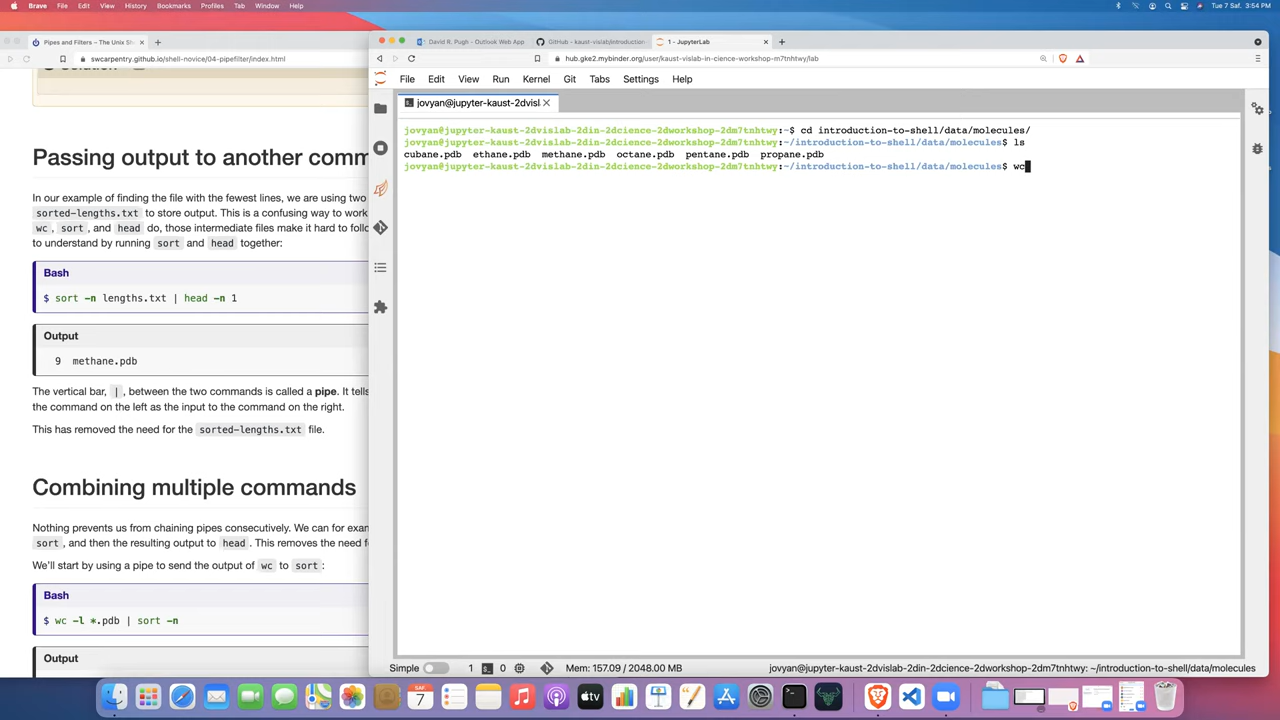 Brave File Edit View History Bookmarks Profiles Tab Window Help
Tue 7 Saf. 3:54 PM
Pipes and Filters – The Unix She
swcarpentry.github.io/shell-novice/04-pipefilter/index.html
Solution
Passing output to another comm
In our example of finding the file with the fewest lines, we are using two
sorted-lengths.txt to store output. This is a confusing way to work
wc, sort, and head do, those intermediate files make it hard to follo
to understand by running sort and head together:
Bash
$ sort -n lengths.txt | head -n 1
Output
9 methane.pdb
The vertical bar, |, between the two commands is called a pipe. It tells
the command on the left as the input to the command on the right.
This has removed the need for the sorted-lengths.txt file.
Combining multiple commands
Nothing prevents us from chaining pipes consecutively. We can for exam
sort, and then the resulting output to head. This removes the need f
We'll start by using a pipe to send the output of wc to sort:
Bash
$ wc -l *.pdb | sort -n
Output
David R. Pugh - Outlook Web App
GitHub - kaust-vislab/introduction
1 - JupyterLab
hub.gke2.mybinder.org/user/kaust-vislab-in-cience-workshop-m7tnhtwy/lab
File Edit View Run Kernel Git Tabs Settings Help
jovyan@jupyter-kaust-2dvisl
jovyan@jupyter-kaust-2dvislab-2din-2dcience-2dworkshop-2dm7tnhtwy:~$ cd introduction-to-shell/data/molecules/
jovyan@jupyter-kaust-2dvislab-2din-2dcience-2dworkshop-2dm7tnhtwy:~/introduction-to-shell/data/molecules$ ls
cubane.pdb ethane.pdb methane.pdb octane.pdb pentane.pdb propane.pdb
jovyan@jupyter-kaust-2dvislab-2din-2dcience-2dworkshop-2dm7tnhtwy:~/introduction-to-shell/data/molecules$ wc
Simple 1 0 Mem: 157.09 / 2048.00 MB
jovyan@jupyter-kaust-2dvislab-2din-2dcience-2dworkshop-2dm7tnhtwy: ~/introduction-to-shell/data/molecules
SAF.
7
tv